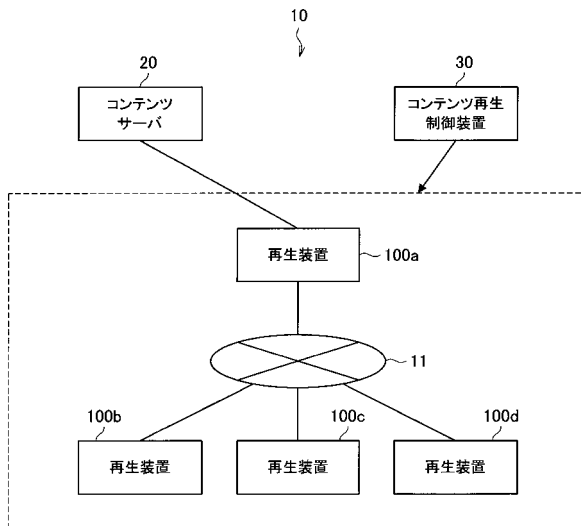 10
20
コンテンツ
サーバ
30
コンテンツ再生
制御装置
再生装置
100a
11
100b
再生装置
100c
再生装置
100d
再生装置